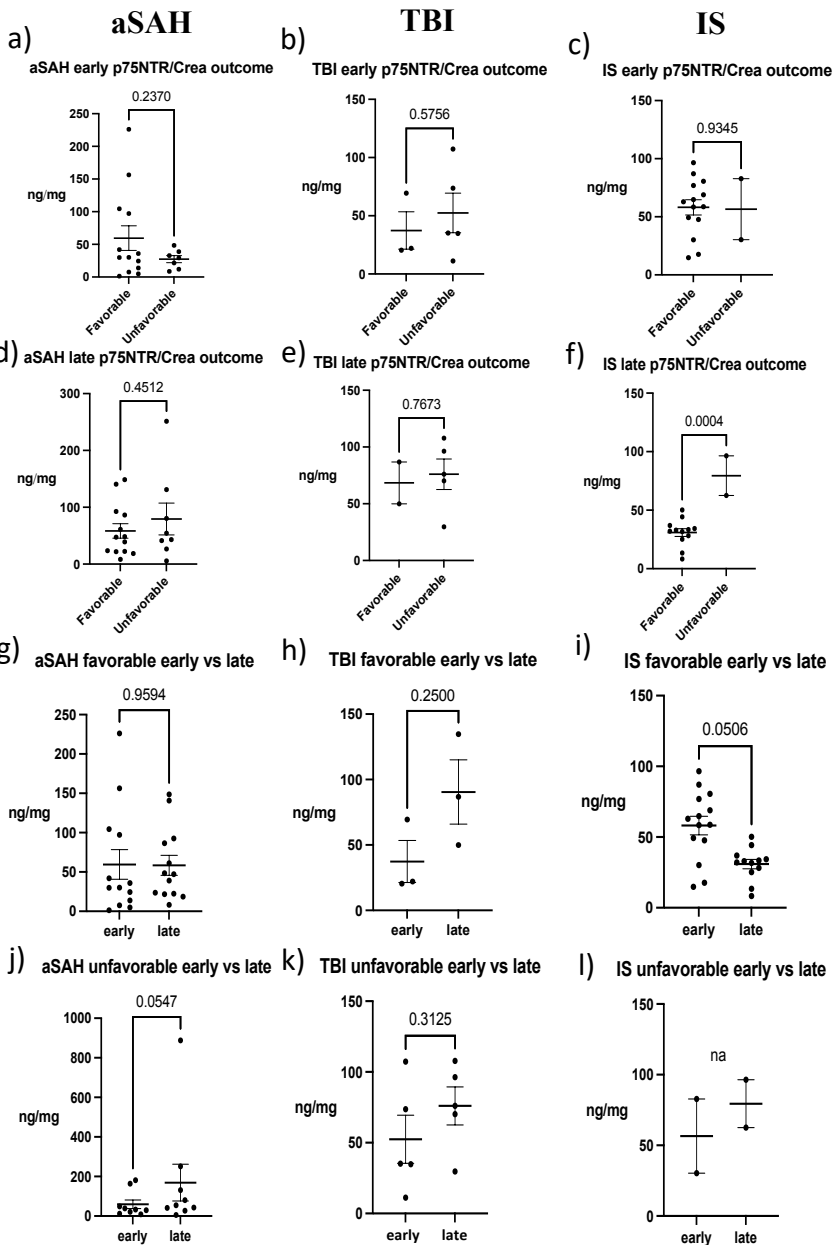 aSAH TBI IS
a) b) c)
aSAH early p75NTR/Crea outcome
0.2370
250
200
150
ng/mg
100
50
0
Favorable
Unfavorable
TBI early p75NTR/Crea outcome
150
0.5756
100
ng/mg
50
0
Favorable
Unfavorable
IS early p75NTR/Crea outcome
150
0.9345
100
ng/mg
50
0
Favorable
Unfavorable
d) e) f)
aSAH late p75NTR/Crea outcome
0.4512
300
200
ng/mg
100
0
Favorable
Unfavorable
TBI late p75NTR/Crea outcome
0.7673
150
100
ng/mg
50
0
Favorable
Unfavorable
IS late p75NTR/Crea outcome
150
0.0004
100
ng/mg
50
0
Favorable
Unfavorable
g) h) i)
aSAH favorable early vs late
0.9594
250
200
150
ng/mg
100
50
0
early late
TBI favorable early vs late
0.2500
150
100
ng/mg
50
0
early late
IS favorable early vs late
0.0506
150
100
ng/mg
50
0
early late
j) k) l)
aSAH unfavorable early vs late
0.0547
1000
800
600
ng/mg
400
200
0
early late
TBI unfavorable early vs late
0.3125
150
100
ng/mg
50
0
early late
IS unfavorable early vs late
150
na
100
ng/mg
50
0
early late